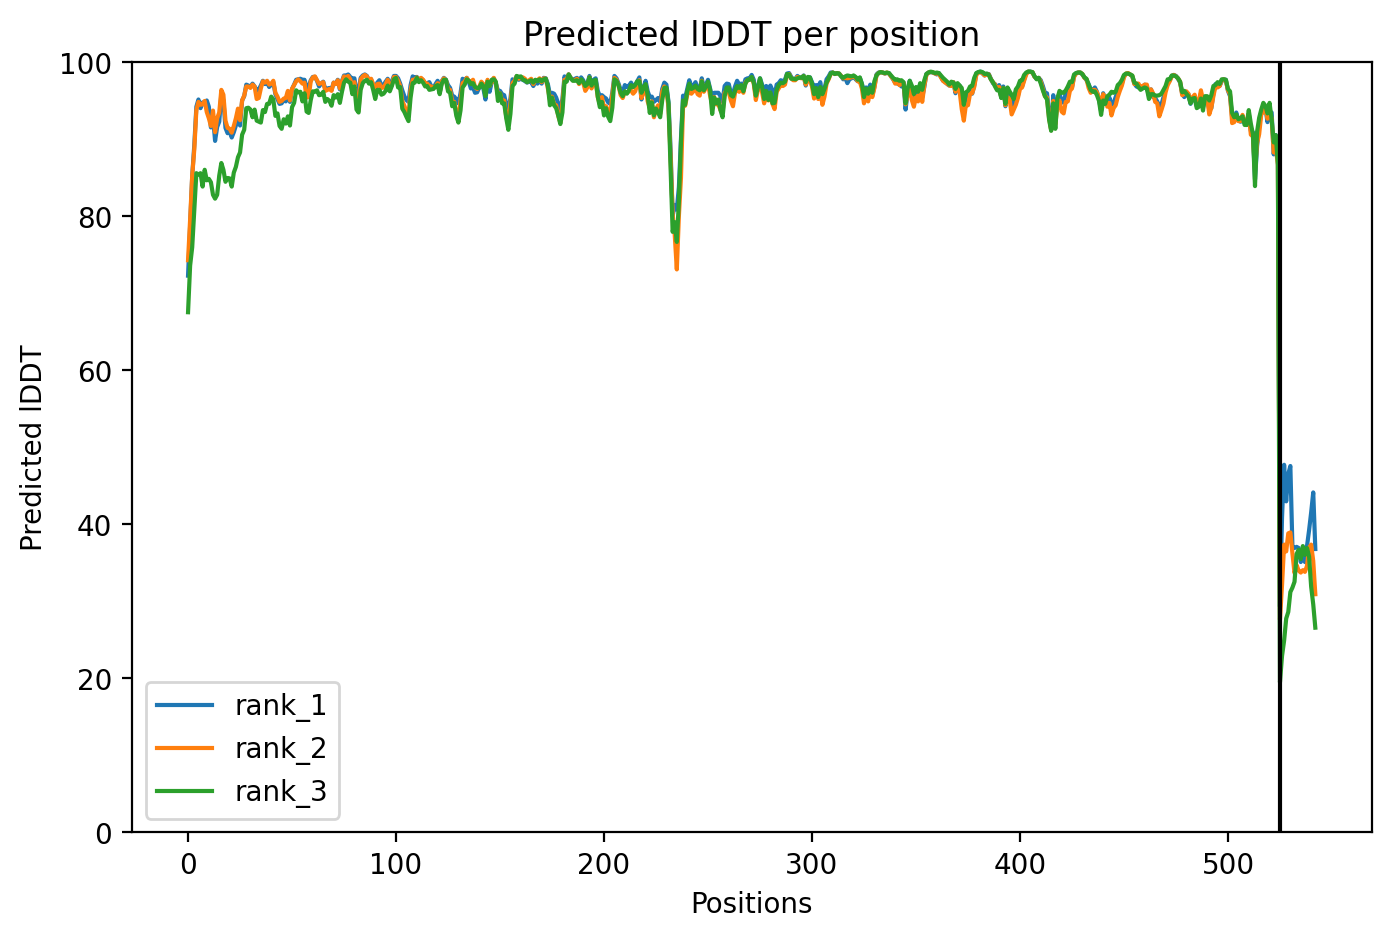 Predicted lDDT per position
100
80
60
40
20
0
Predicted lDDT
rank_1
rank_2
rank_3
0 100 200 300 400 500
Positions